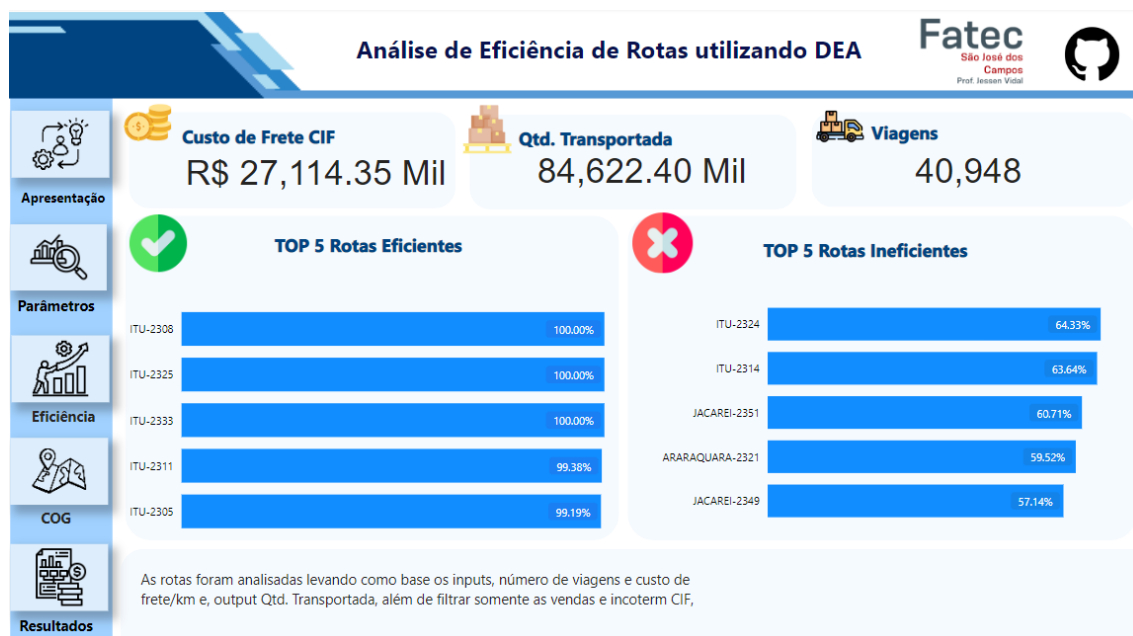 Análise de Eficiência de Rotas utilizando DEA
Fatec
São José dos
Campos
Prof. Jessen Vidal
Apresentação
Parâmetros
Eficiência
COG
Resultados
Custo de Frete CIF
R$ 27,114.35 Mil
Qtd. Transportada
84,622.40 Mil
Viagens
40,948
TOP 5 Rotas Eficientes
ITU-2308 100.00%
ITU-2325 100.00%
ITU-2333 100.00%
ITU-2311 99.38%
ITU-2305 99.19%
TOP 5 Rotas Ineficientes
ITU-2324 64.33%
ITU-2314 63.64%
JACAREI-2351 60.71%
ARARAQUARA-2321 59.52%
JACAREI-2349 57.14%
As rotas foram analisadas levando como base os inputs, número de viagens e custo de
frete/km e, output Qtd. Transportada, além de filtrar somente as vendas e incoterm CIF,